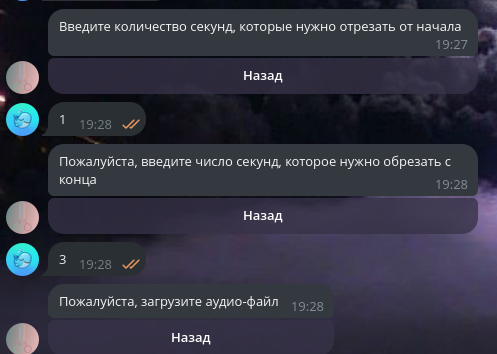 Введите количество секунд, которые нужно отрезать от начала
19:27
Назад
1 19:28
Пожалуйста, введите число секунд, которое нужно обрезать с
конца
19:28
Назад
3 19:28
Пожалуйста, загрузите аудио-файл 19:28
Назад